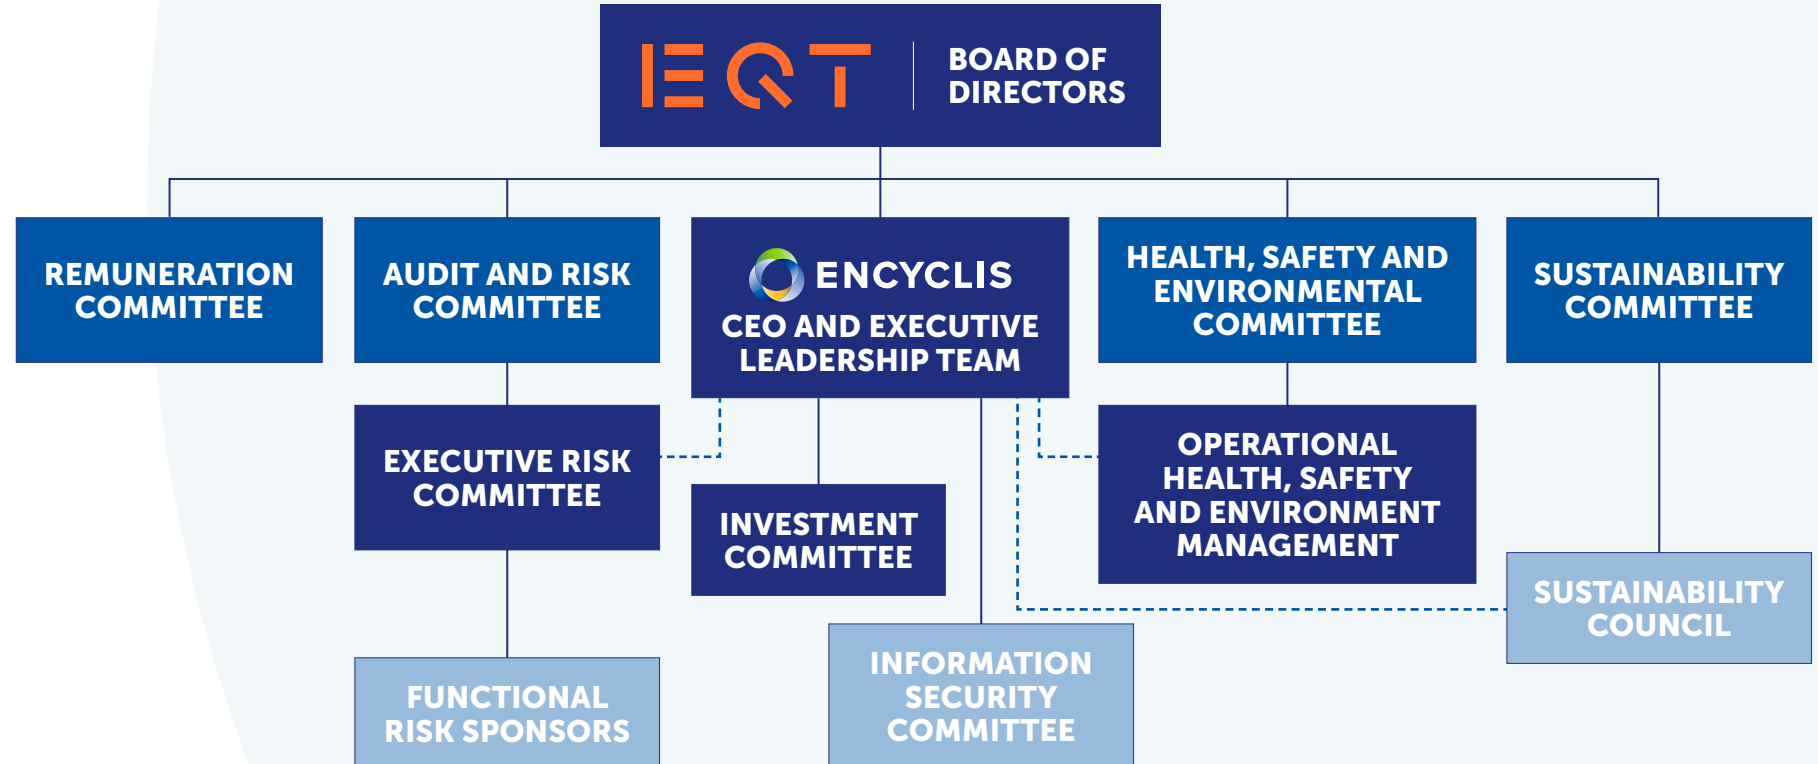 EQT
BOARD OF
DIRECTORS
REMUNERATION
COMMITTEE
AUDIT AND RISK
COMMITTEE
ENCYCLIS
CEO AND EXECUTIVE
LEADERSHIP TEAM
HEALTH, SAFETY AND
ENVIRONMENTAL
COMMITTEE
SUSTAINABILITY
COMMITTEE
EXECUTIVE RISK
COMMITTEE
INVESTMENT
COMMITTEE
OPERATIONAL
HEALTH, SAFETY
AND ENVIRONMENT
MANAGEMENT
SUSTAINABILITY
COUNCIL
FUNCTIONAL
RISK SPONSORS
INFORMATION
SECURITY
COMMITTEE